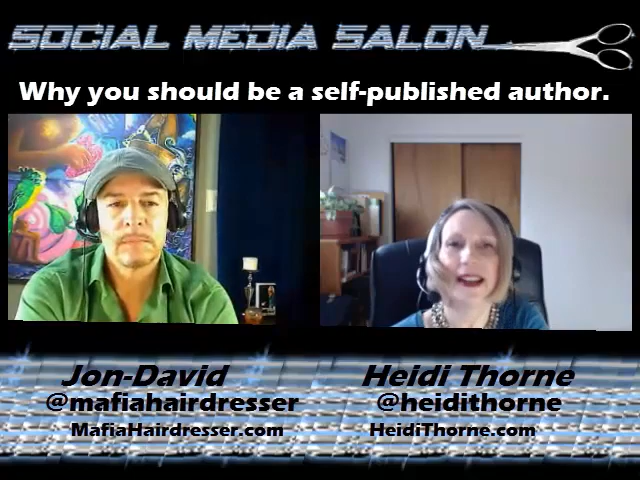 SOCIAL MEDIA SALON
Why you should be a self-published author.
Jon-David
@mafiahairdresser
MafiaHairdresser.com
Heidi Thorne
@heidithorne
HeidiThorne.com